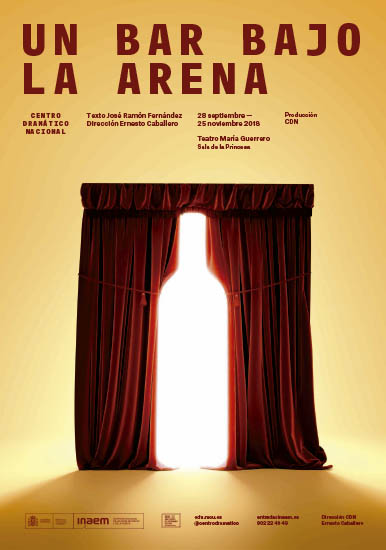 UN BAR BAJO
LA ARENA
CENTRO
DRAMÁTICO
NACIONAL
Texto José Ramón Fernández
Dirección Ernesto Caballero
28 septiembre —
25 noviembre 2018
Teatro María Guerrero
Sala de la Princesa
Producción
CDN
inaem
cdn.mcu.es
@centrodramatico
entradasinaem.es
902 22 49 49
Dirección CDN
Ernesto Caballero